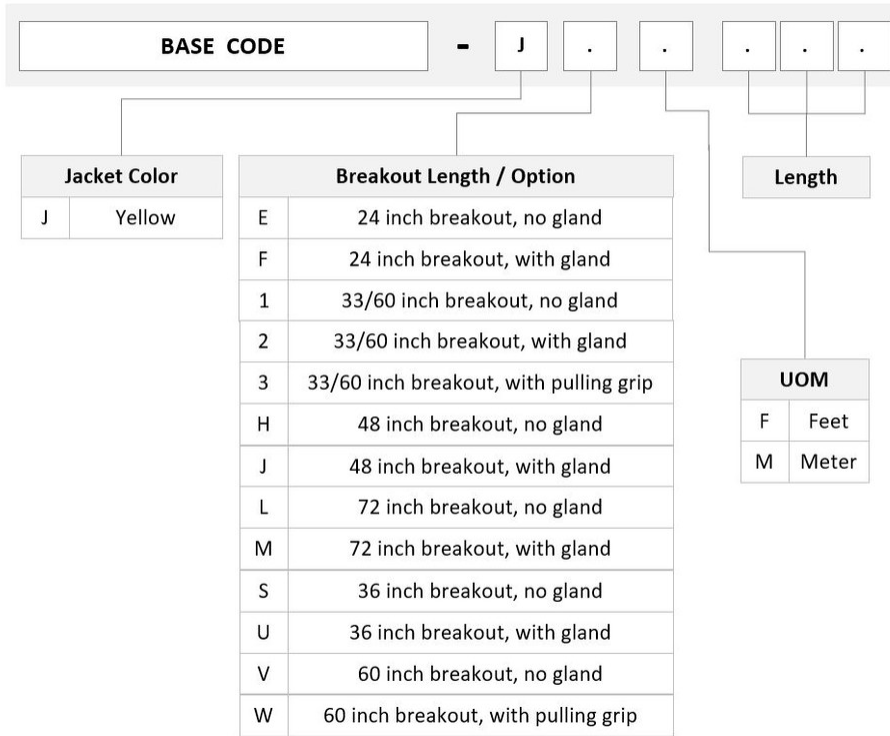 BASE CODE - J . . . . .
Jacket Color
J Yellow
Breakout Length / Option
E 24 inch breakout, no gland
F 24 inch breakout, with gland
1 33/60 inch breakout, no gland
2 33/60 inch breakout, with gland
3 33/60 inch breakout, with pulling grip
H 48 inch breakout, no gland
J 48 inch breakout, with gland
L 72 inch breakout, no gland
M 72 inch breakout, with gland
S 36 inch breakout, no gland
U 36 inch breakout, with gland
V 60 inch breakout, no gland
W 60 inch breakout, with pulling grip
Length
UOM
F Feet
M Meter